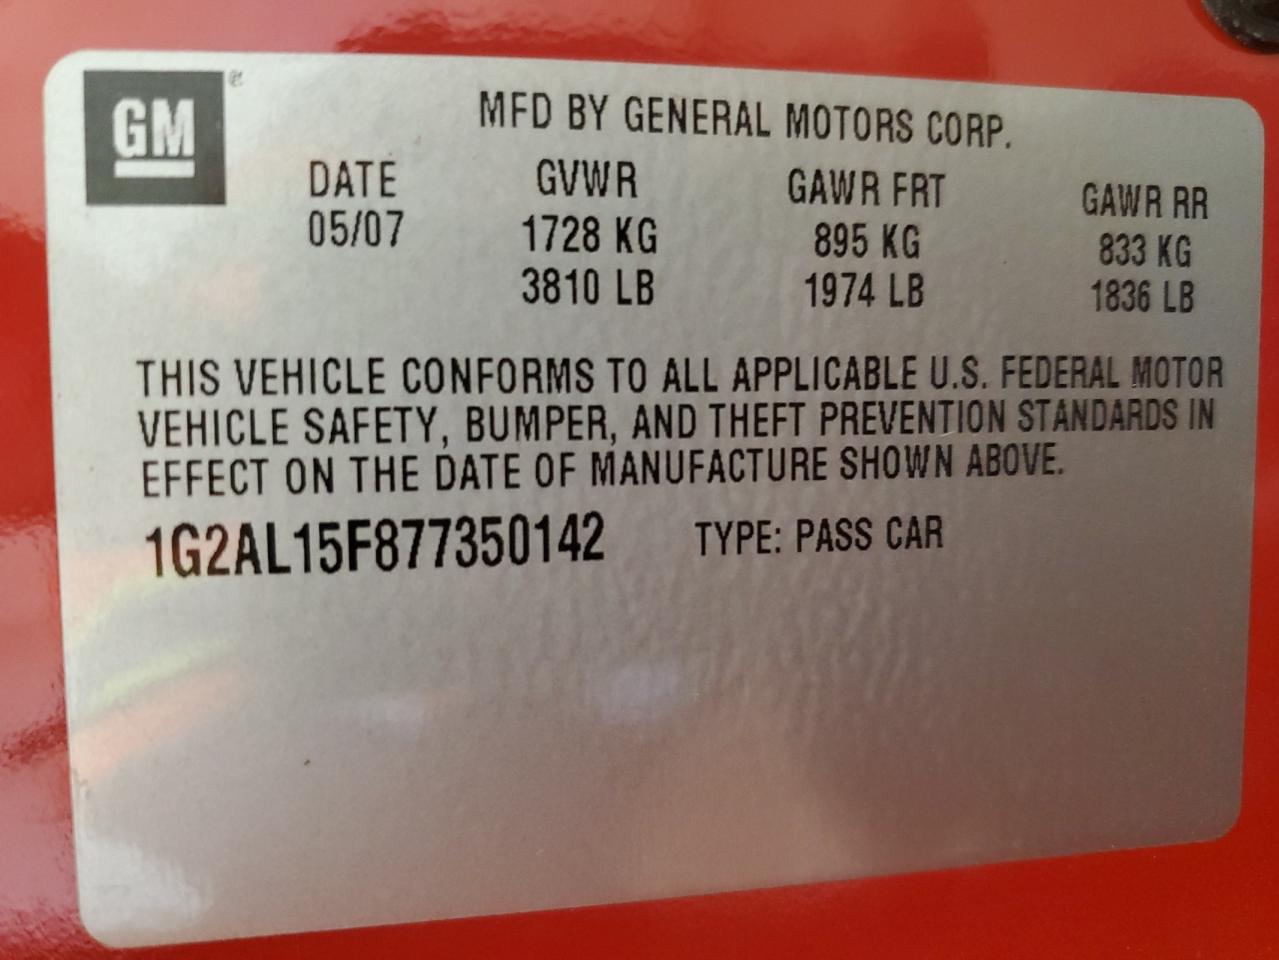 GM®
MFD BY GENERAL MOTORS CORP.
DATE GVWR GAWR FRT GAWR RR
05/07 1728 KG 895 KG 833 KG
3810 LB 1974 LB 1836 LB
THIS VEHICLE CONFORMS TO ALL APPLICABLE U.S. FEDERAL MOTOR
VEHICLE SAFETY, BUMPER, AND THEFT PREVENTION STANDARDS IN
EFFECT ON THE DATE OF MANUFACTURE SHOWN ABOVE.
1G2AL15F877350142 TYPE: PASS CAR